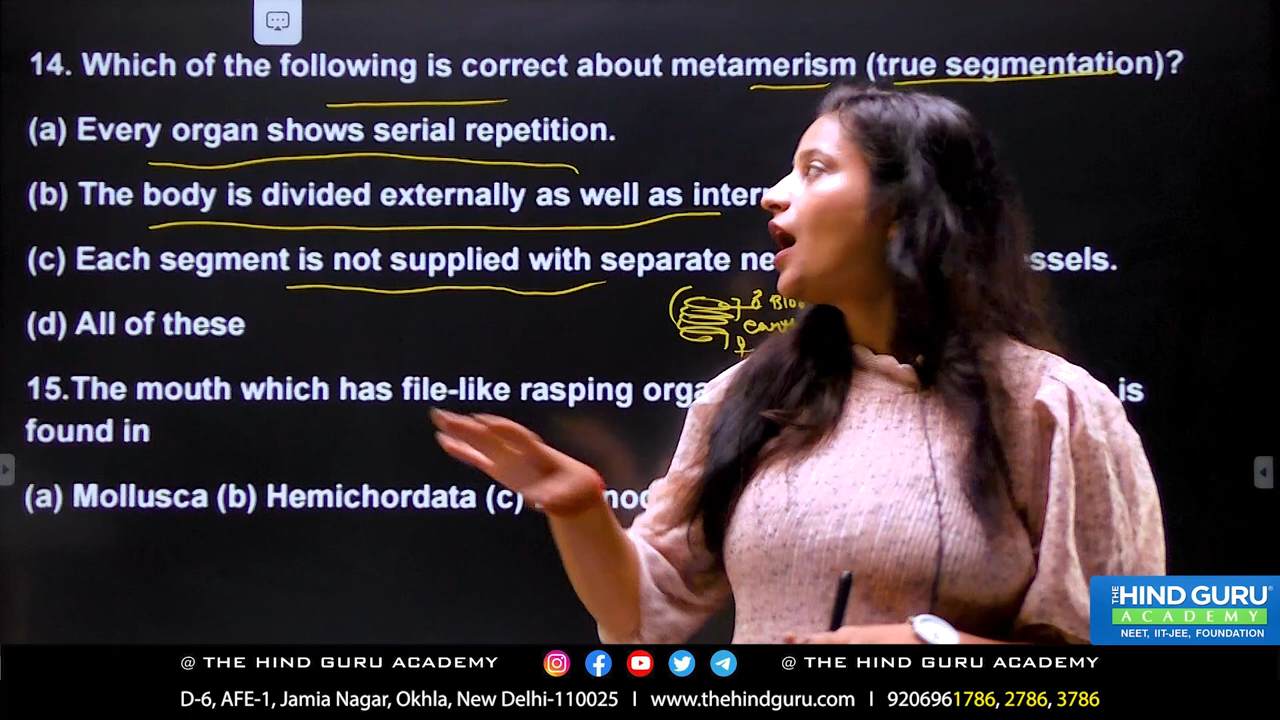 14. Which of the following is correct about metamerism (true segmentation)?
(a) Every organ shows serial repetition.
(b) The body is divided externally as well as
(c) Each segment is not supplied with separate
(d) All of these
15.The mouth which has file-like rasping is
found in
(a) Mollusca (b) Hemichordata (c)
THE HIND GURU
ACADEMY
NEET, IIT-JEE, FOUNDATION
@ THE HIND GURU ACADEMY @ THE HIND GURU ACADEMY
D-6, AFE-1, Jamia Nagar, Okhla, New Delhi-110025 I www.thehindguru.com I 9206961786, 2786, 3786